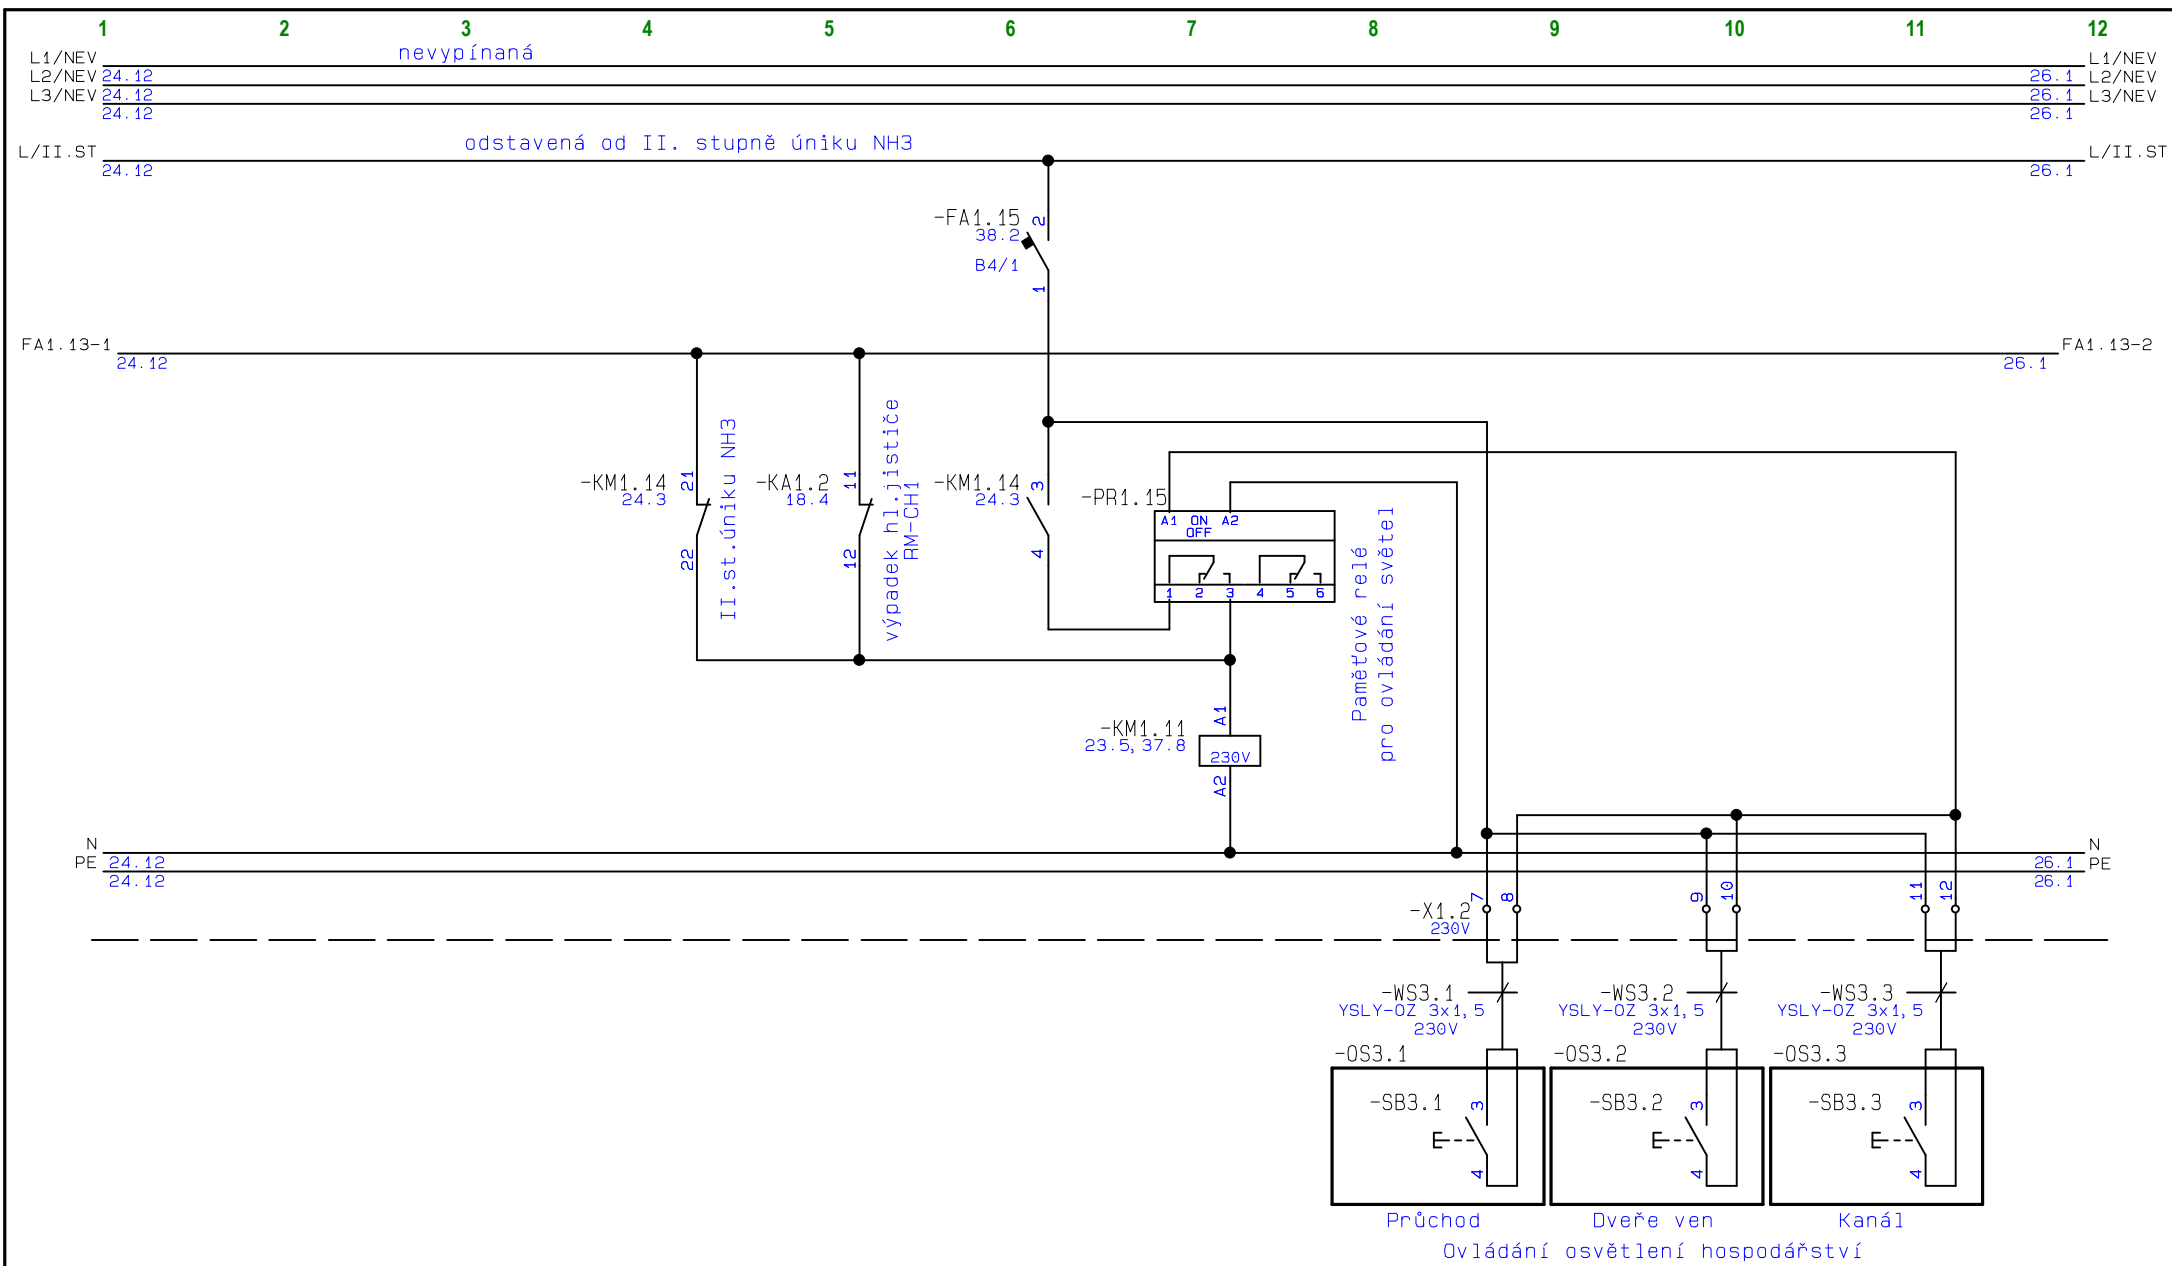 1 2 3 4 5 6 7 8 9 10 11 12
nevypínaná
L1/NEV L1/NEV
24.12 26.1
L2/NEV L2/NEV
24.12 26.1
L3/NEV L3/NEV
24.12 26.1
odstavená od II. stupně úniku NH3
L/II.ST L/II.ST
24.12 26.1
-FA1.15
38.2
B4/1
2
1
FA1.13-1 FA1.13-2
24.12 26.1
-KM1.14
24.3
21
22
II.st.úniku NH3
-KA1.2
18.4
11
12
výpadek hl.jističe
RM-CH1
-KM1.14
24.3
3
4
-PR1.15
A1 ON A2
OFF
1 2 3 4 5 6
Paměťové relé
pro ovládání světel
-KM1.11
23.5,37.8
A1
230V
A2
N N
24.12 26.1
PE PE
24.12 26.1
-X1.2
230V
7 8 9 10 11 12
-WS3.1 -WS3.2 -WS3.3
YSLY-OZ 3x1,5 YSLY-OZ 3x1,5 YSLY-OZ 3x1,5
230V 230V 230V
-OS3.1 -OS3.2 -OS3.3
-SB3.1 3 -SB3.2 3 -SB3.3 3
4 4 4
Průchod Dveře ven Kanál
Ovládání osvětlení hospodářství